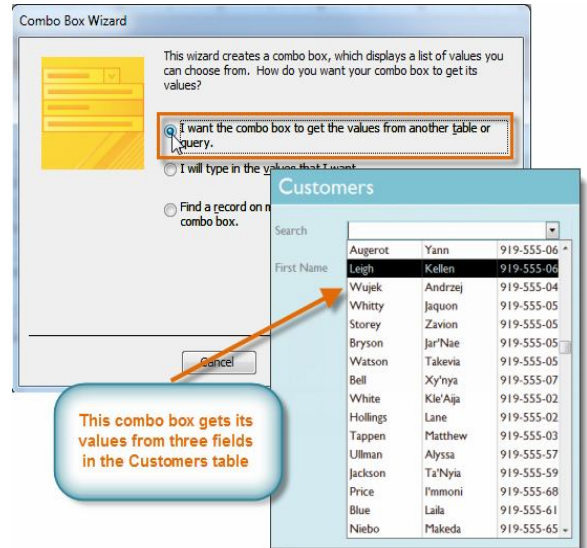 Combo Box Wizard
This wizard creates a combo box, which displays a list of values you
can choose from. How do you want your combo box to get its
values?
I want the combo box to get the values from another table or
query.
I will type in the values that I want.
Find a record on
combo box.
Cancel
Customers
Search
First Name
Augerot Yann 919-555-06
Leigh Kellen 919-555-06
Wujek Andrzej 919-555-04
Whitty Jaquon 919-555-05
Storey Zavion 919-555-05
Bryson Jar'Nae 919-555-05
Watson Takevia 919-555-05
Bell Xy'nya 919-555-07
White Kle'Aija 919-555-02
Hollings Lane 919-555-02
Tappen Matthew 919-555-03
Ullman Alyssa 919-555-57
Jackson Ta'Nyia 919-555-59
Price I'mmoni 919-555-68
Blue Laila 919-555-61
Niebo Makeda 919-555-65
This combo box gets its
values from three fields
in the Customers table